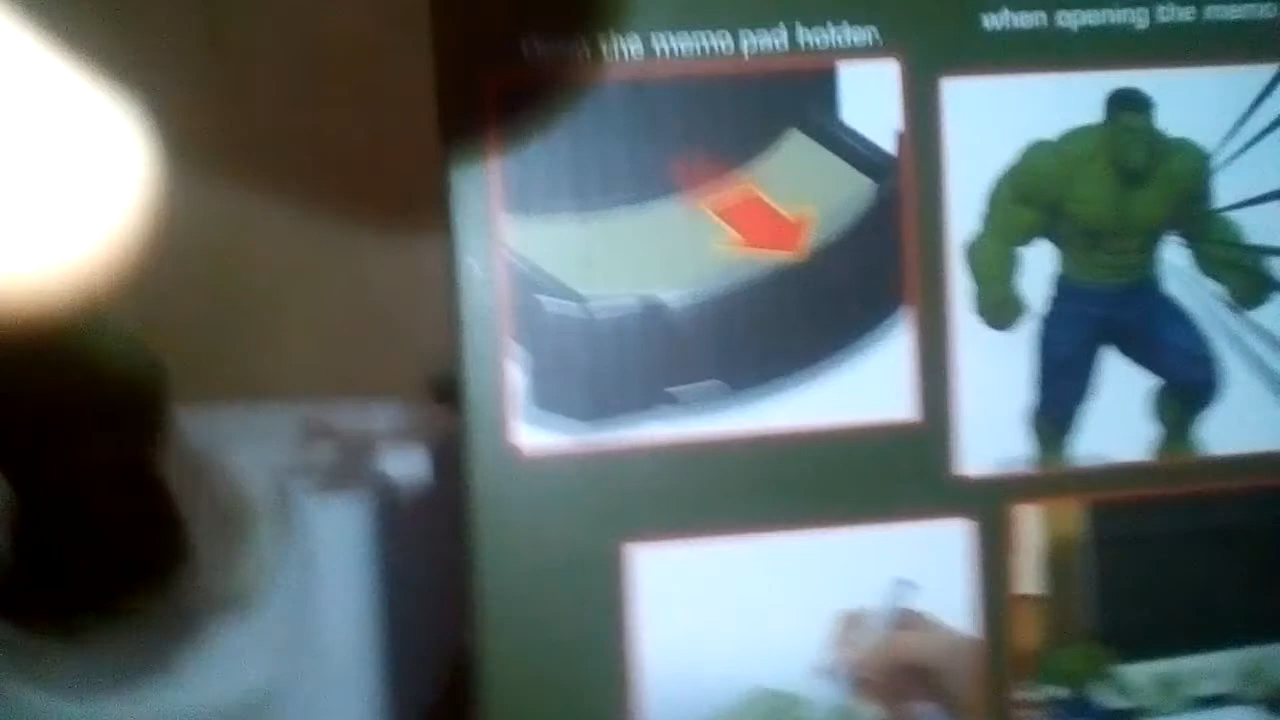 the memo pad holder.
when opening the memo